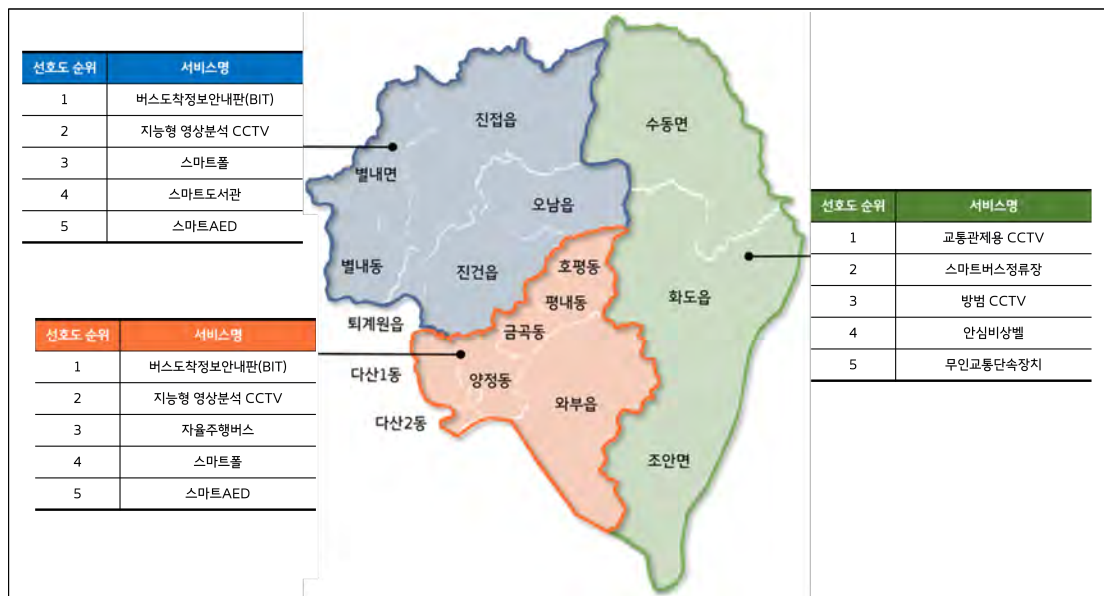 선호도 순위 서비스명
1 버스도착정보안내판(BIT)
2 지능형 영상분석 CCTV
3 스마트폴
4 스마트도서관
5 스마트AED
선호도 순위 서비스명
1 버스도착정보안내판(BIT)
2 지능형 영상분석 CCTV
3 자율주행버스
4 스마트폴
5 스마트AED
진접읍
수동면
별내면
오남읍
별내동
진건읍
호평동
화도읍
평내동
퇴계원읍
금곡동
다산1동
양정동
와부읍
다산2동
조안면
선호도 순위 서비스명
1 교통관제용 CCTV
2 스마트버스정류장
3 방범 CCTV
4 안심비상벨
5 무인교통단속장치